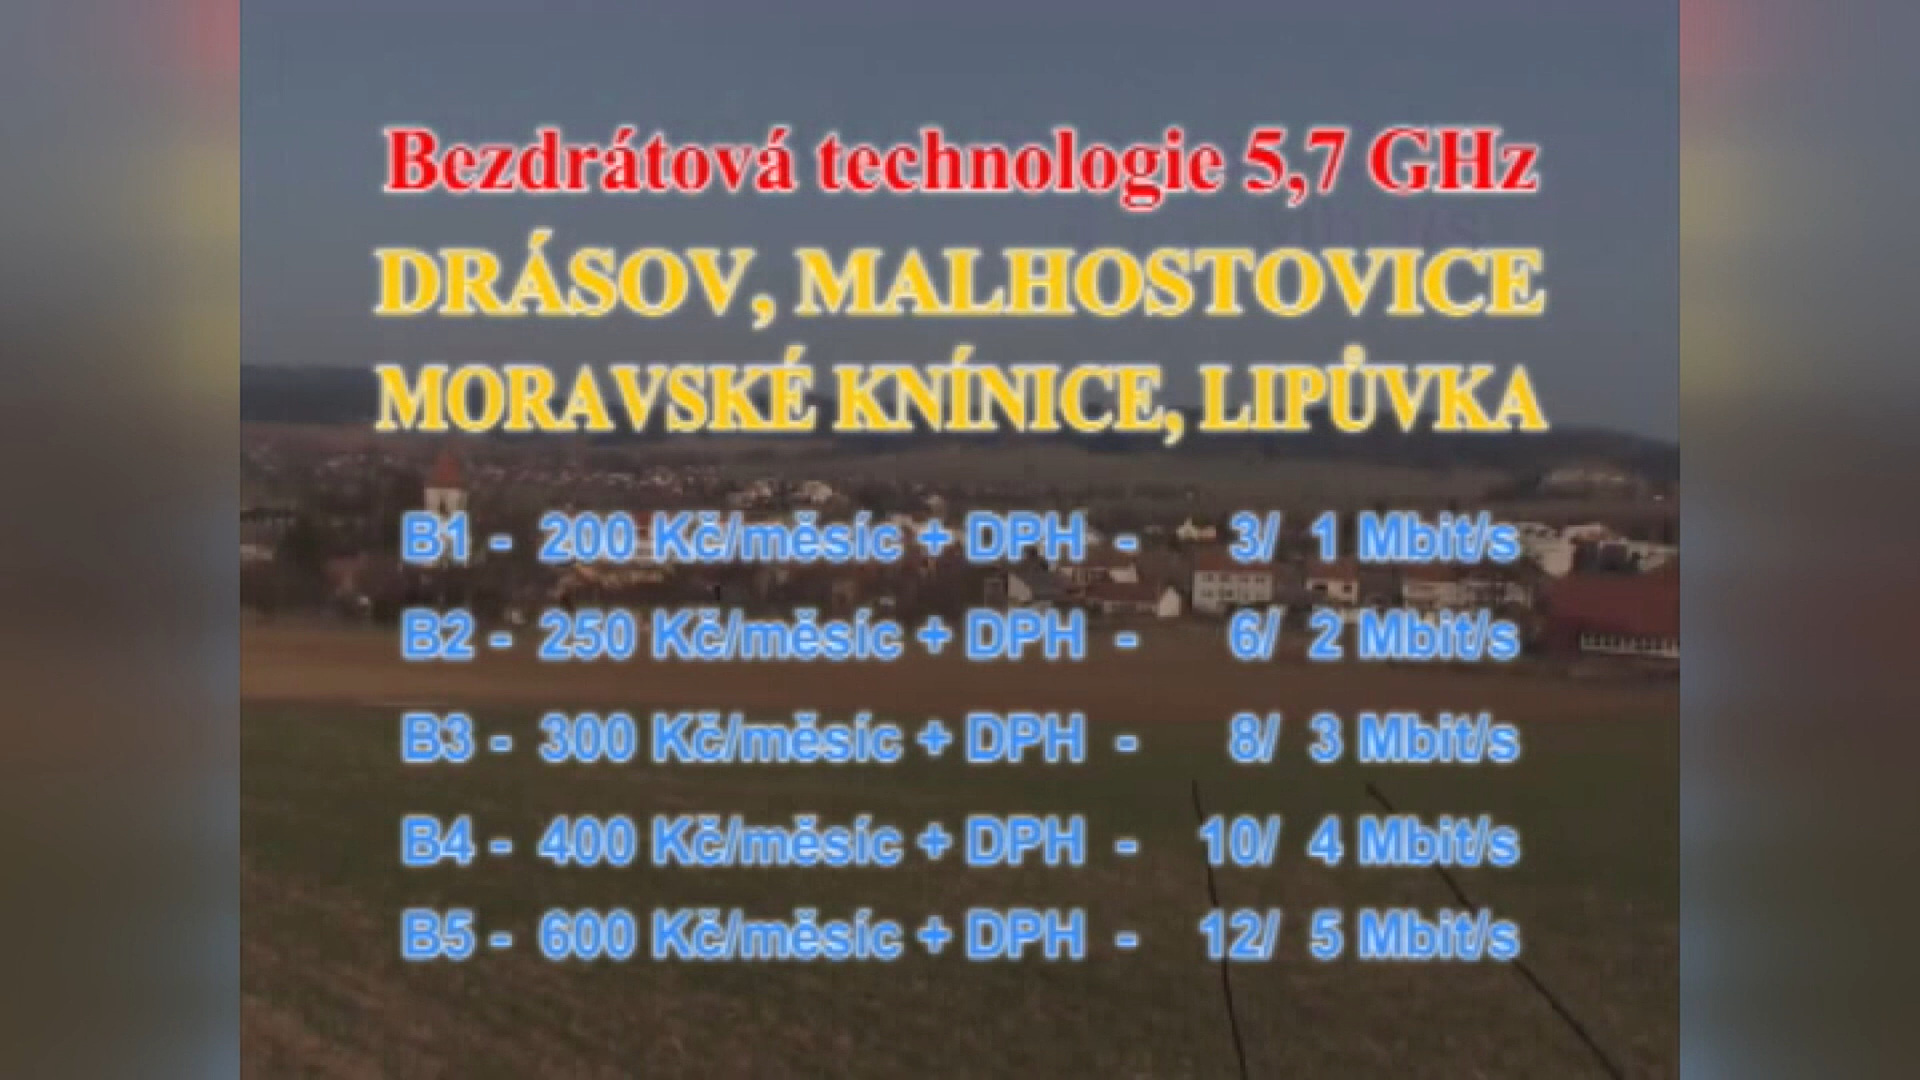 Bezdrátová technologie 5,7 GHz
DRÁSOV, MALHOSTOVICE
MORAVSKÉ KNÍNICE, LIPŮVKA
B1 - 200 Kč/měsíc + DPH - 3/ 1 Mbit/s
B2 - 250 Kč/měsíc + DPH - 6/ 2 Mbit/s
B3 - 300 Kč/měsíc + DPH - 8/ 3 Mbit/s
B4 - 400 Kč/měsíc + DPH - 10/ 4 Mbit/s
B5 - 600 Kč/měsíc + DPH - 12/ 5 Mbit/s